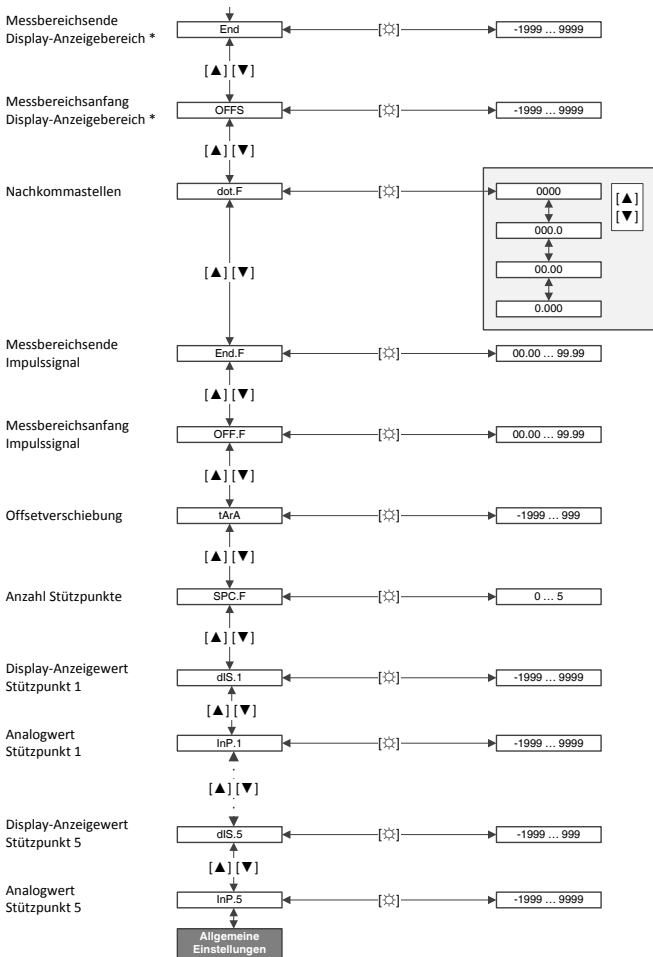 Messbereichsende
Display-Anzeigebereich *
End
[☼]
-1999 ... 9999
[▲] [▼]
Messbereichsanfang
Display-Anzeigebereich *
OFFS
[☼]
-1999 ... 9999
[▲] [▼]
Nachkommastellen
dot.F
[☼]
0000
000.0
00.00
0.000
[▲]
[▼]
[▲] [▼]
Messbereichsende
Impulssignal
End.F
[☼]
00.00 ... 99.99
[▲] [▼]
Messbereichsanfang
Impulssignal
OFF.F
[☼]
00.00 ... 99.99
[▲] [▼]
Offsetverschiebung
tArA
[☼]
-1999 ... 999
[▲] [▼]
Anzahl Stützpunkte
SPC.F
[☼]
0 ... 5
[▲] [▼]
Display-Anzeigewert
Stützpunkt 1
dIS.1
[☼]
-1999 ... 9999
[▲] [▼]
Analogwert
Stützpunkt 1
InP.1
[☼]
-1999 ... 9999
[▲] [▼]
Display-Anzeigewert
Stützpunkt 5
dIS.5
[☼]
-1999 ... 999
[▲] [▼]
Analogwert
Stützpunkt 5
InP.5
[☼]
-1999 ... 9999
Allgemeine
Einstellungen